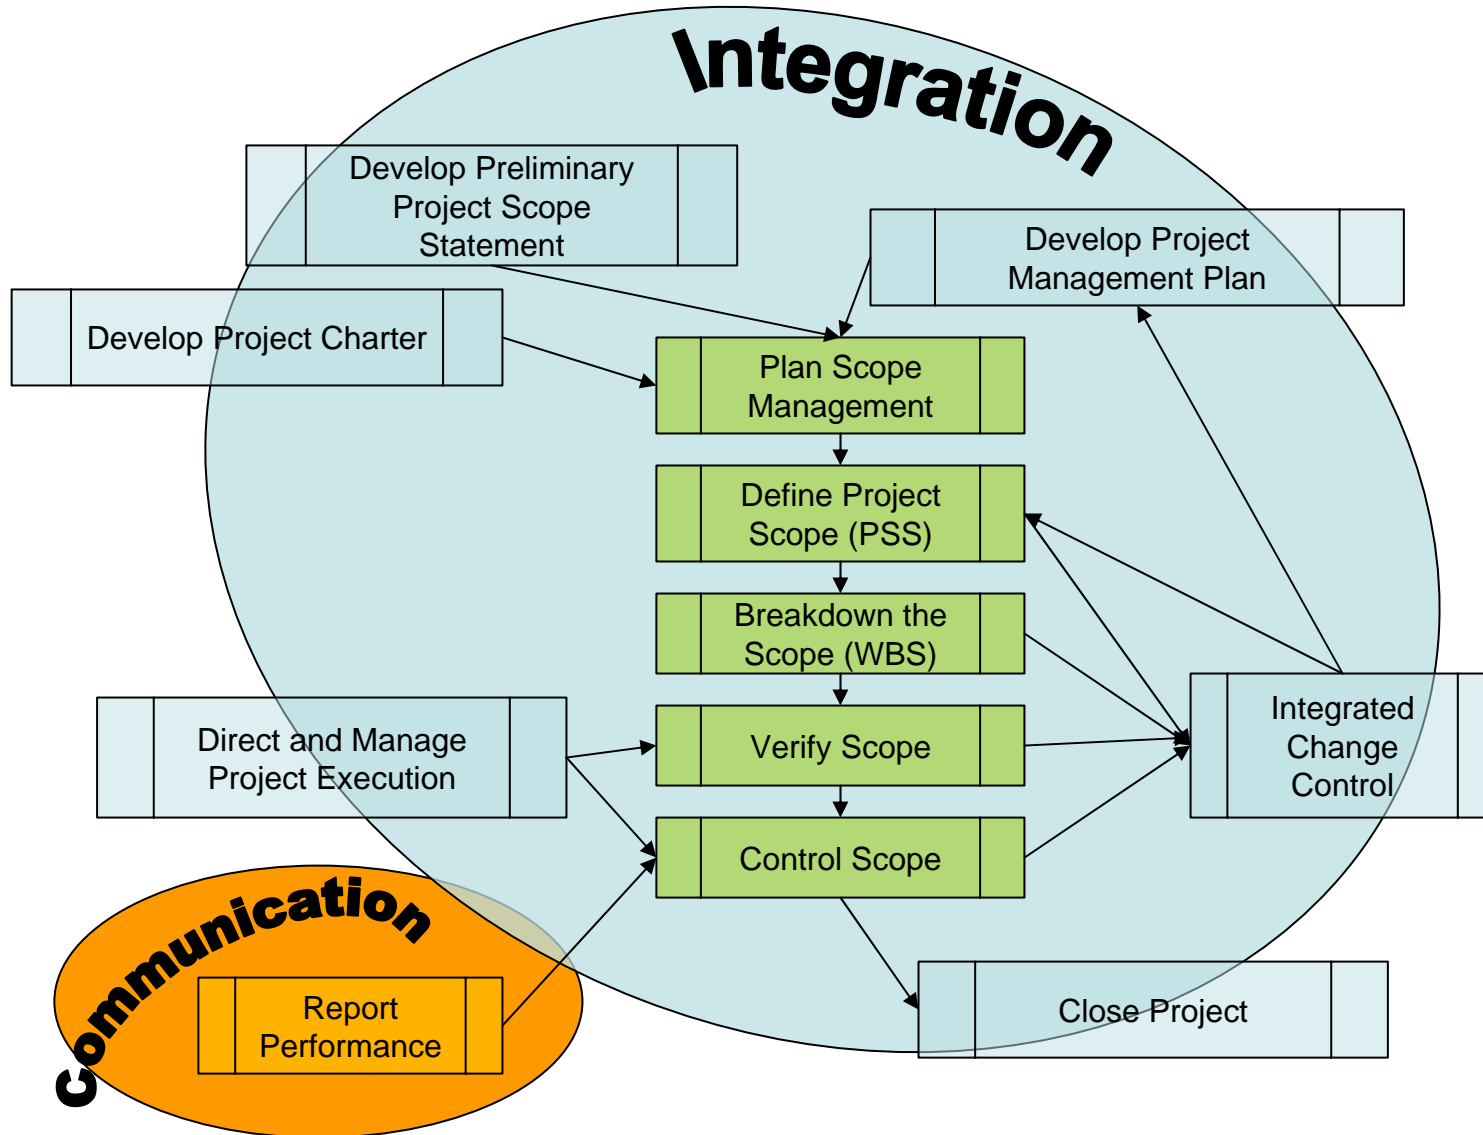 Integration
Develop Preliminary
Project Scope
Statement
Develop Project
Management Plan
Develop Project Charter
Plan Scope
Management
Define Project
Scope (PSS)
Breakdown the
Scope (WBS)
Direct and Manage
Project Execution
Verify Scope
Integrated
Change
Control
Control Scope
Communication
Report
Performance
Close Project